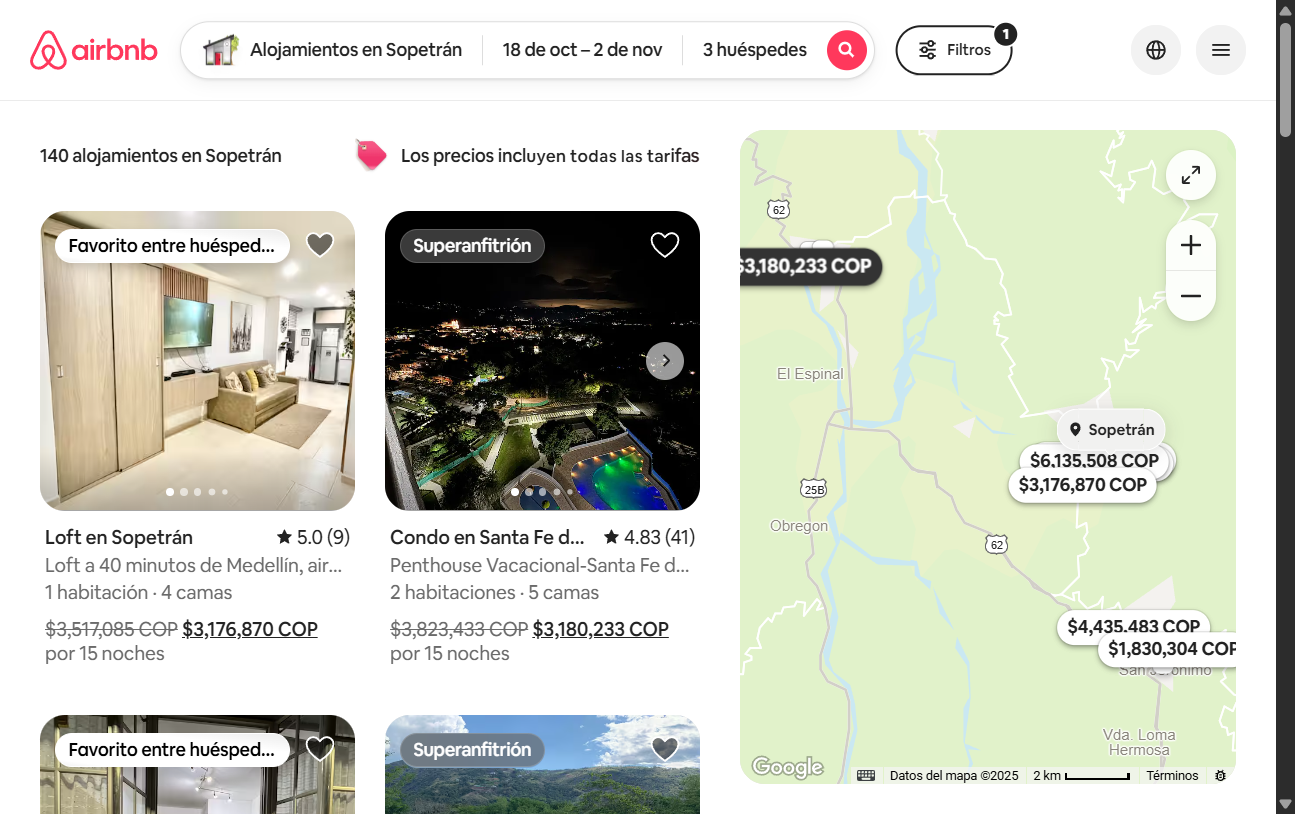 airbnb
Alojamientos en Sopetrán
18 de oct – 2 de nov
3 huéspedes
Filtros
1
140 alojamientos en Sopetrán
Los precios incluyen todas las tarifas
Favorito entre huésped...
Superanfitrión
Loft en Sopetrán
5.0 (9)
Loft a 40 minutos de Medellín, air...
1 habitación · 4 camas
$3,517,085 COP $3,176,870 COP
por 15 noches
Condo en Santa Fe d...
4.83 (41)
Penthouse Vacacional-Santa Fe d...
2 habitaciones · 5 camas
$3,823,433 COP $3,180,233 COP
por 15 noches
Favorito entre huésped...
Superanfitrión
62
$3,180,233 COP
El Espinal
Sopetrán
$6,135,508 COP
$3,176,870 COP
25B
Obregon
62
$4,435,483 COP
$1,830,304 COP
San Jerónimo
Vda. Loma
Hermosa
Google
Datos del mapa ©2025
2 km
Términos